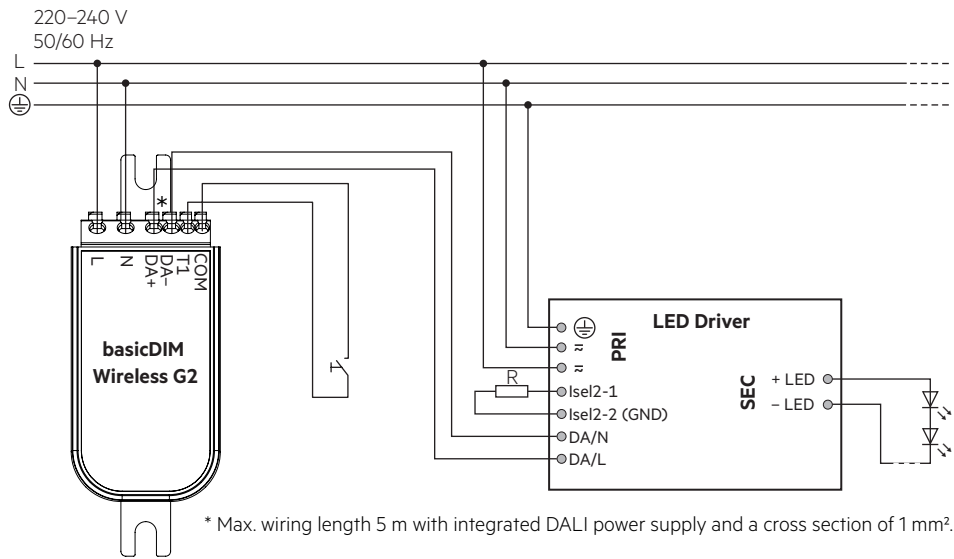 220–240 V
50/60 Hz
L
N
*
L
N
DA+
DA−
T1
COM
basicDIM
Wireless G2
LED Driver
PRI
≂
≂
R
Isel2-1
Isel2-2 (GND)
DA/N
DA/L
SEC
+ LED
− LED
* Max. wiring length 5 m with integrated DALI power supply and a cross section of 1 mm².